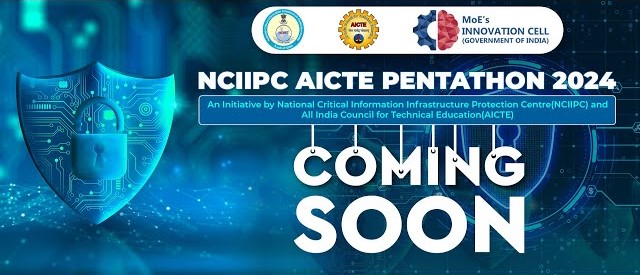 AICTE
MoE's
INNOVATION CELL
(GOVERNMENT OF INDIA)
NCIIPC AICTE PENTATHON 2024
An Initiative by National Critical Information Infrastructure Protection Centre(NCIIPC) and
All India Council for Technical Education(AICTE)
COMING
SOON